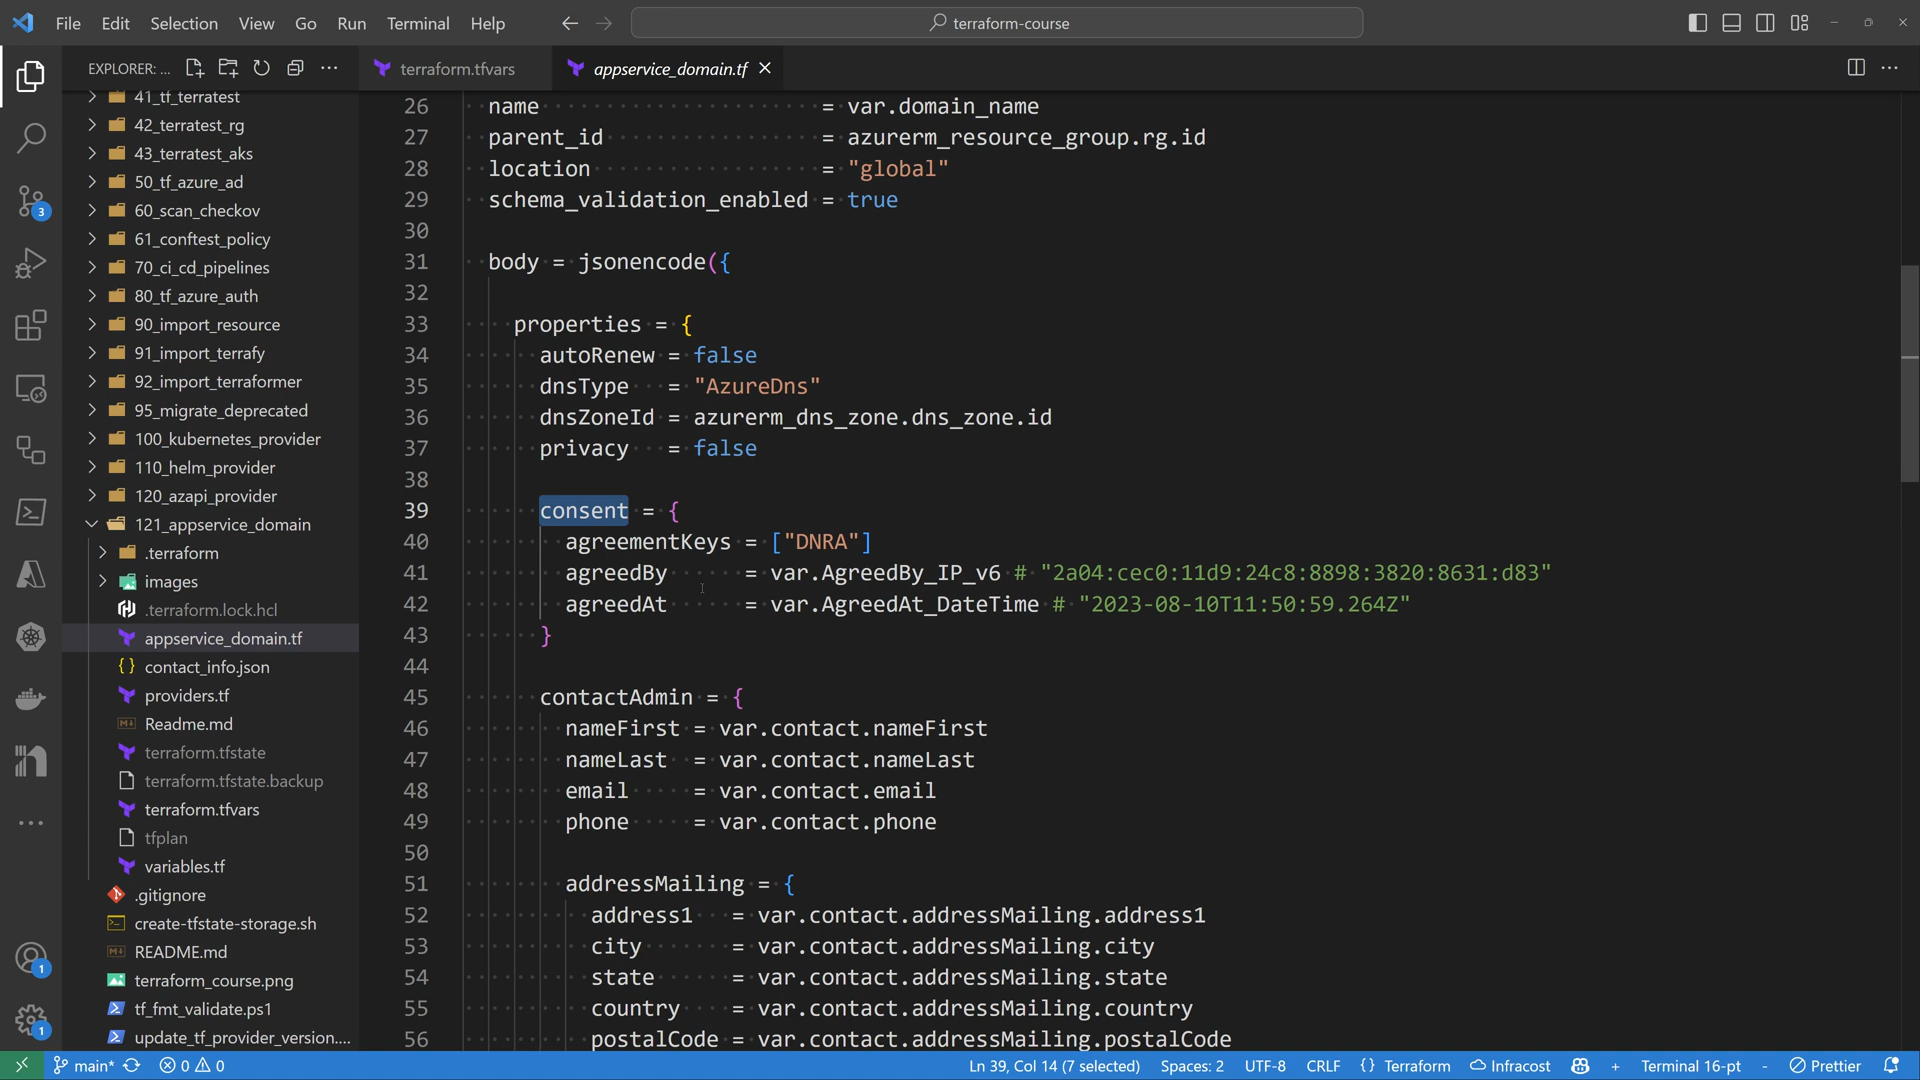 File Edit Selection View Go Run Terminal Help
terraform-course
EXPLORER: ...
terraform.tfvars
appservice_domain.tf
41_tf_terratest
42_terratest_rg
43_terratest_aks
50_tf_azure_ad
60_scan_checkov
61_conftest_policy
70_ci_cd_pipelines
80_tf_azure_auth
90_import_resource
91_import_terrafy
92_import_terraformer
95_migrate_deprecated
100_kubernetes_provider
110_helm_provider
120_azapi_provider
121_appservice_domain
.terraform
images
.terraform.lock.hcl
appservice_domain.tf
contact_info.json
providers.tf
Readme.md
terraform.tfstate
terraform.tfstate.backup
terraform.tfvars
tfplan
variables.tf
.gitignore
create-tfstate-storage.sh
README.md
terraform_course.png
tf_fmt_validate.ps1
update_tf_provider_version....
3
1
1
26 name = var.domain_name
27 parent_id = azurerm_resource_group.rg.id
28 location = "global"
29 schema_validation_enabled = true
30
31 body = jsonencode({
32
33 properties = {
34 autoRenew = false
35 dnsType = "AzureDns"
36 dnsZoneId = azurerm_dns_zone.dns_zone.id
37 privacy = false
38
39 consent = {
40 agreementKeys = ["DNRA"]
41 agreedBy = var.AgreedBy_IP_v6 # "2a04:cec0:11d9:24c8:8898:3820:8631:d83"
42 agreedAt = var.AgreedAt_DateTime # "2023-08-10T11:50:59.264Z"
43 }
44
45 contactAdmin = {
46 nameFirst = var.contact.nameFirst
47 nameLast = var.contact.nameLast
48 email = var.contact.email
49 phone = var.contact.phone
50
51 addressMailing = {
52 address1 = var.contact.addressMailing.address1
53 city = var.contact.addressMailing.city
54 state = var.contact.addressMailing.state
55 country = var.contact.addressMailing.country
56 postalCode = var.contact.addressMailing.postalCode
main* 0 0 Ln 39, Col 14 (7 selected) Spaces: 2 UTF-8 CRLF {} Terraform Infracost + Terminal 16-pt - Prettier